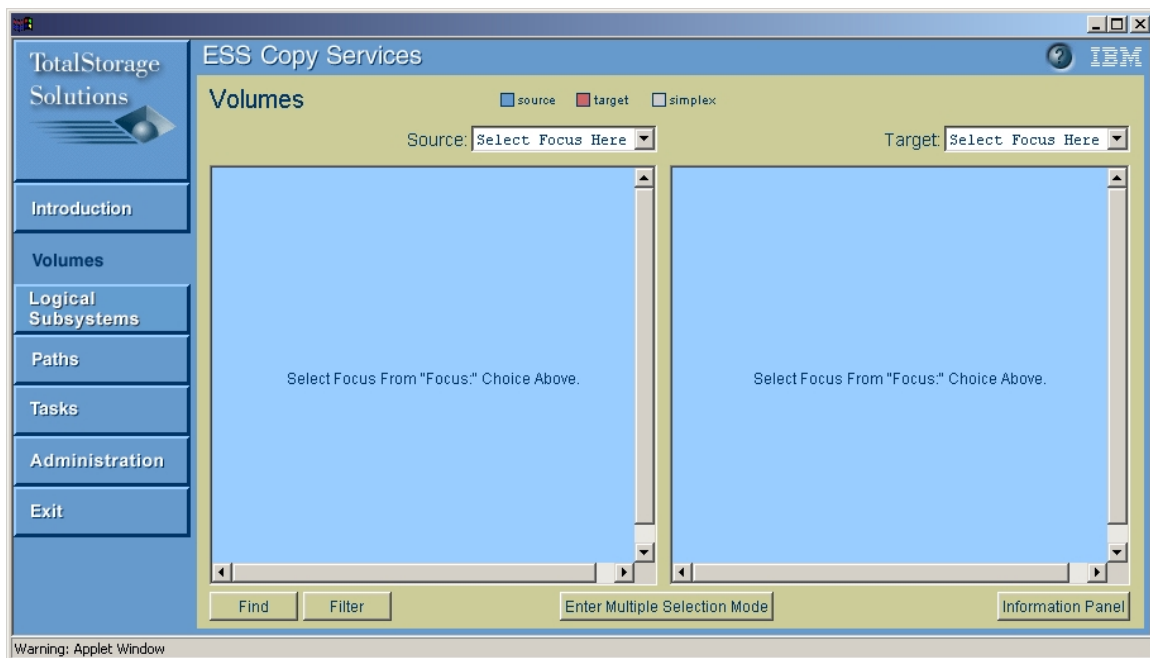 TotalStorage
Solutions
ESS Copy Services
? IBM
Volumes
source target simplex
Source: Select Focus Here
Target: Select Focus Here
Introduction
Volumes
Logical
Subsystems
Paths
Tasks
Administration
Exit
Select Focus From "Focus:" Choice Above.
Select Focus From "Focus:" Choice Above.
Find
Filter
Enter Multiple Selection Mode
Information Panel
Warning: Applet Window